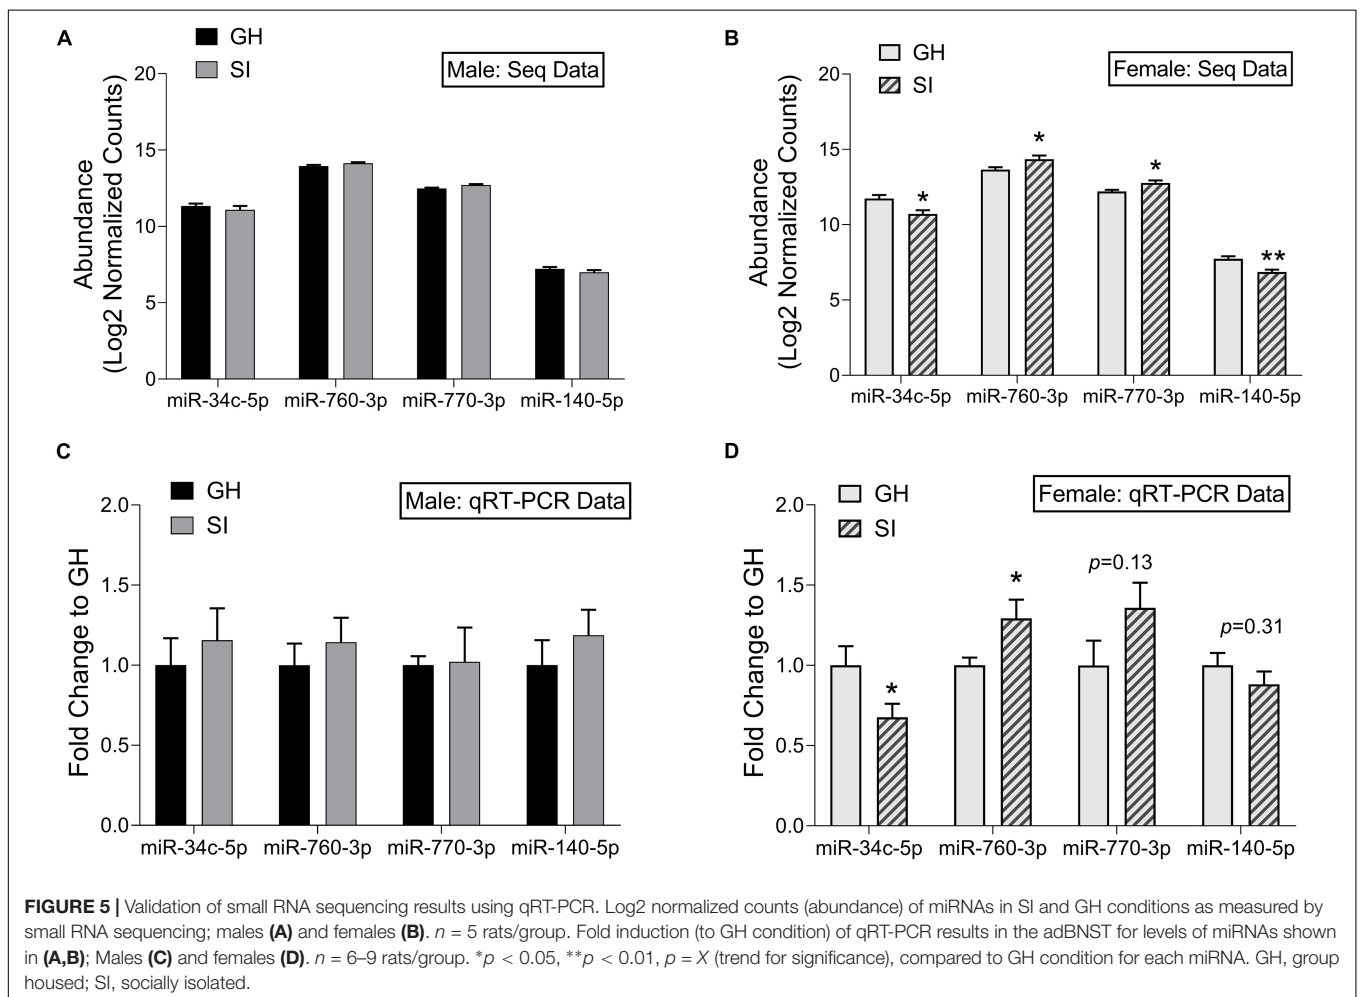 A
GH
SI
Male: Seq Data
Abundance
(Log2 Normalized Counts)
20
15
10
5
0
miR-34c-5p miR-760-3p miR-770-3p miR-140-5p
B
GH
SI
Female: Seq Data
Abundance
(Log2 Normalized Counts)
20
15
10
5
0
*
*
*
**
miR-34c-5p miR-760-3p miR-770-3p miR-140-5p
C
GH
SI
Male: qRT-PCR Data
Fold Change to GH
2.0
1.5
1.0
0.5
0.0
miR-34c-5p miR-760-3p miR-770-3p miR-140-5p
D
GH
SI
Female: qRT-PCR Data
Fold Change to GH
2.0
1.5
1.0
0.5
0.0
*
*
p=0.13
p=0.31
miR-34c-5p miR-760-3p miR-770-3p miR-140-5p
FIGURE 5 | Validation of small RNA sequencing results using qRT-PCR. Log2 normalized counts (abundance) of miRNAs in SI and GH conditions as measured by
small RNA sequencing; males (A) and females (B). n = 5 rats/group. Fold induction (to GH condition) of qRT-PCR results in the adBNST for levels of miRNAs shown
in (A,B); Males (C) and females (D). n = 6–9 rats/group. *p < 0.05, **p < 0.01, p = X (trend for significance), compared to GH condition for each miRNA. GH, group
housed; SI, socially isolated.